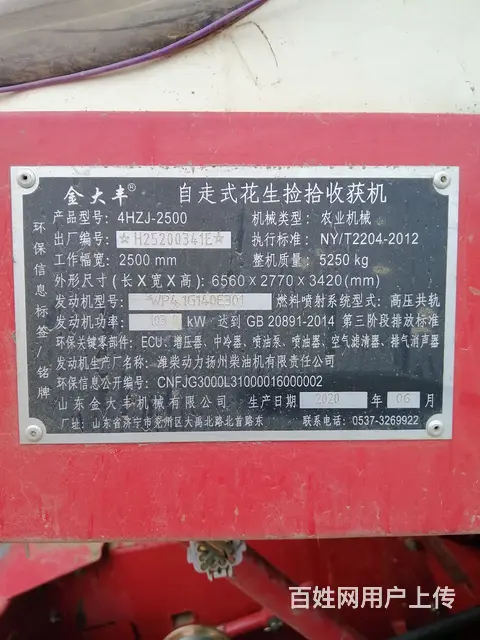 环保信息标签/铭牌
金大丰® 自走式花生捡拾收获机
产品型号: 4HZJ-2500 机械类型: 农业机械
出厂编号: ☆H25200341E☆ 执行标准: NY/T2204-2012
工作幅宽: 2500 mm 整机质量: 5250 kg
外形尺寸(长X宽X高): 6560×2770×3420(mm)
发动机型号: WP4.1G140E301 燃料喷射系统型式: 高压共轨
发动机功率: kW 达到 GB 20891-2014 第三阶段排放标准
环保关键零部件: ECU、增压器、中冷器、喷油泵、喷油器、空气滤清器、排气消声器
发动机生产厂: 潍柴动力扬州柴油机有限责任公司
环保信息公开编号: CNFJG3000L31000016000002
山东金大丰机械有限公司 生产日期 2020 年 06 月
厂址: 山东省济宁市兖州区大禹北路北首路东 联系电话: 0537-3269922
百姓网用户上传